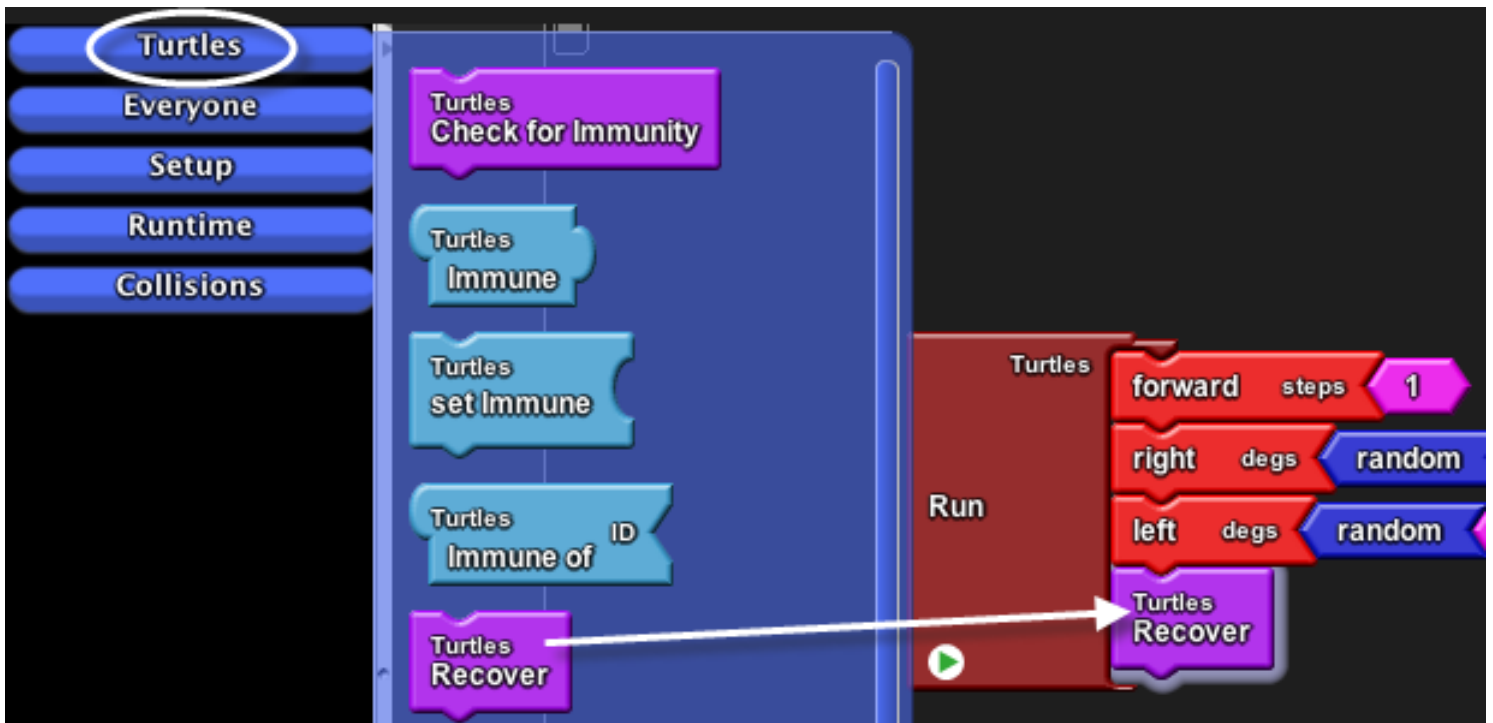 Turtles
Everyone
Setup
Runtime
Collisions
Turtles
Check for Immunity
Turtles
Immune
Turtles
set Immune
Turtles ID
Immune of
Turtles
Recover
Turtles
Run
forward steps 1
right degs random
left degs random
Turtles
Recover